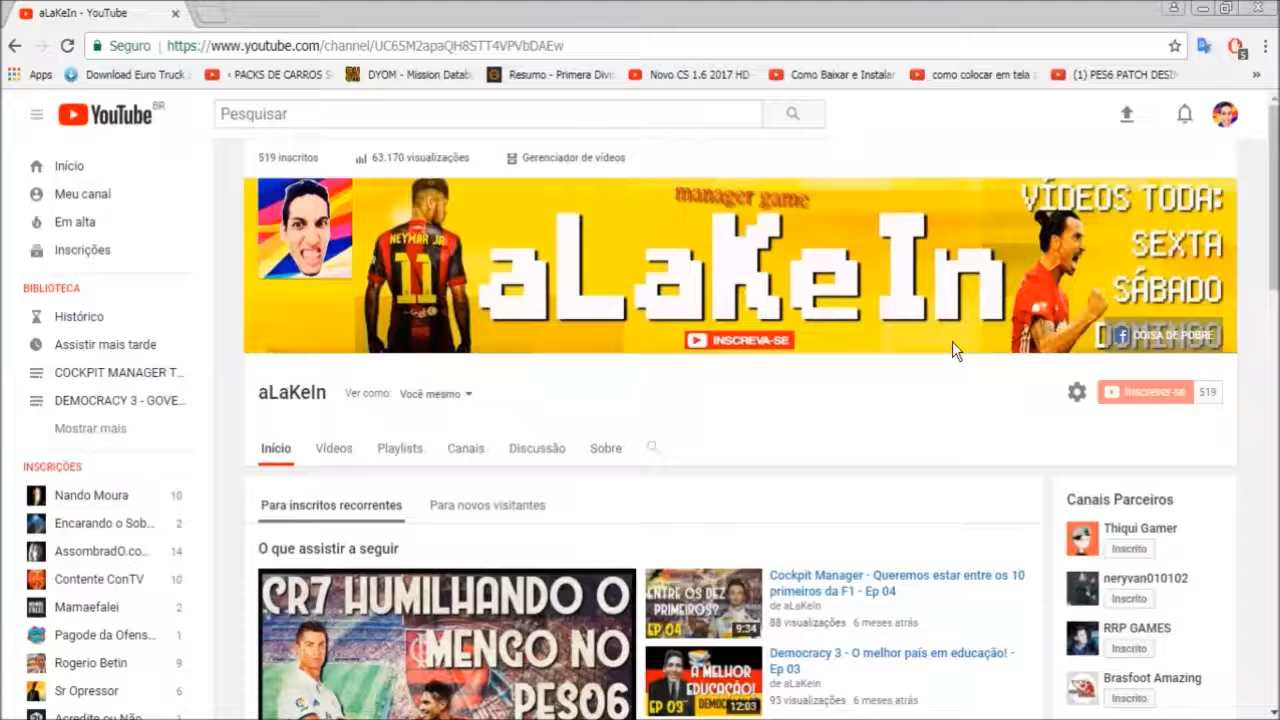 aLaKeIn - YouTube
Seguro
https://www.youtube.com/channel/UC65M2apaQH8STT4VPVbDAEw
Apps
Download Euro Truck
‹ PACKS DE CARROS S
DYOM - Mission Datab
Resumo - Primera Divi
Novo CS 1.6 2017 HD
Como Baixar e Instalar
como colocar em tela
(1) PES6 PATCH DESI
»
YouTube BR
Pesquisar
Início
Meu canal
Em alta
Inscrições
BIBLIOTECA
Histórico
Assistir mais tarde
COCKPIT MANAGER T...
DEMOCRACY 3 - GOVE...
Mostrar mais
INSCRIÇÕES
Nando Moura 10
Encarando o Sob... 2
AssombradO.co... 14
Contente ConTV 10
Mamaefalei 2
Pagode da Ofens... 1
Rogerio Betin 9
Sr Opressor 6
Acredite ou Não
519 inscritos
63.170 visualizações
Gerenciador de vídeos
manager game
aLaKeIn
NEYMAR JR
11
INSCREVA-SE
VÍDEOS TODA:
SEXTA
SÁBADO
DOMINGO
COISA DE POBRE
aLaKeIn
Ver como:
Você mesmo
Inscrever-se
519
Início
Vídeos
Playlists
Canais
Discussão
Sobre
Para inscritos recorrentes
Para novos visitantes
O que assistir a seguir
CR7 HUMILHANDO O
MENGO NO
PES06
ENTRE OS DEZ
PRIMEIROS?
EP 04
9:34
Cockpit Manager - Queremos estar entre os 10
primeiros da F1 - Ep 04
de aLaKeIn
88 visualizações 6 meses atrás
A MELHOR
EDUCAÇÃO!
EP 03
12:03
Democracy 3 - O melhor país em educação! -
Ep 03
de aLaKeIn
93 visualizações 6 meses atrás
Canais Parceiros
Thiqui Gamer
Inscrito
neryvan010102
Inscrito
RRP GAMES
Inscrito
Brasfoot Amazing
Inscrito